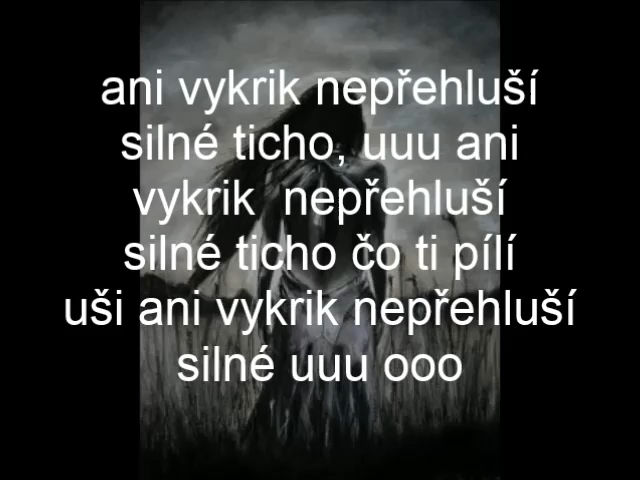 ani vykrik nepřehluší
silné ticho, uuu ani
vykrik  nepřehluší
silné ticho čo ti pílí
uši ani vykrik nepřehluší
silné uuu ooo